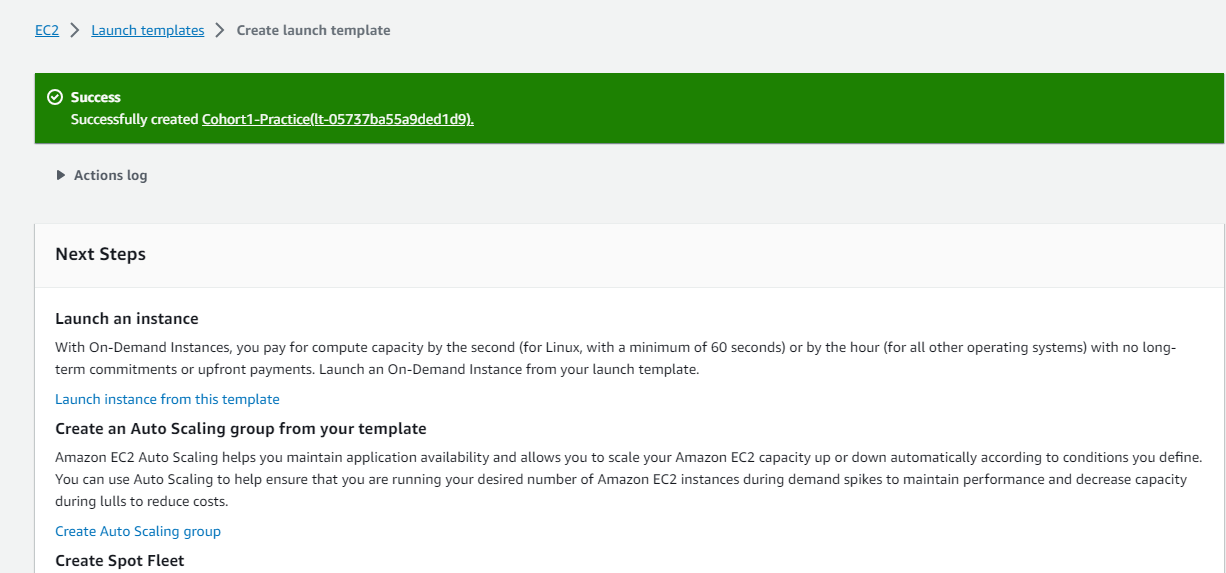 EC2 > Launch templates > Create launch template
Success
Successfully created Cohort1-Practice(lt-05737ba55a9ded1d9).
Actions log
Next Steps
Launch an instance
With On-Demand Instances, you pay for compute capacity by the second (for Linux, with a minimum of 60 seconds) or by the hour (for all other operating systems) with no long-
term commitments or upfront payments. Launch an On-Demand Instance from your launch template.
Launch instance from this template
Create an Auto Scaling group from your template
Amazon EC2 Auto Scaling helps you maintain application availability and allows you to scale your Amazon EC2 capacity up or down automatically according to conditions you define.
You can use Auto Scaling to help ensure that you are running your desired number of Amazon EC2 instances during demand spikes to maintain performance and decrease capacity
during lulls to reduce costs.
Create Auto Scaling group
Create Spot Fleet